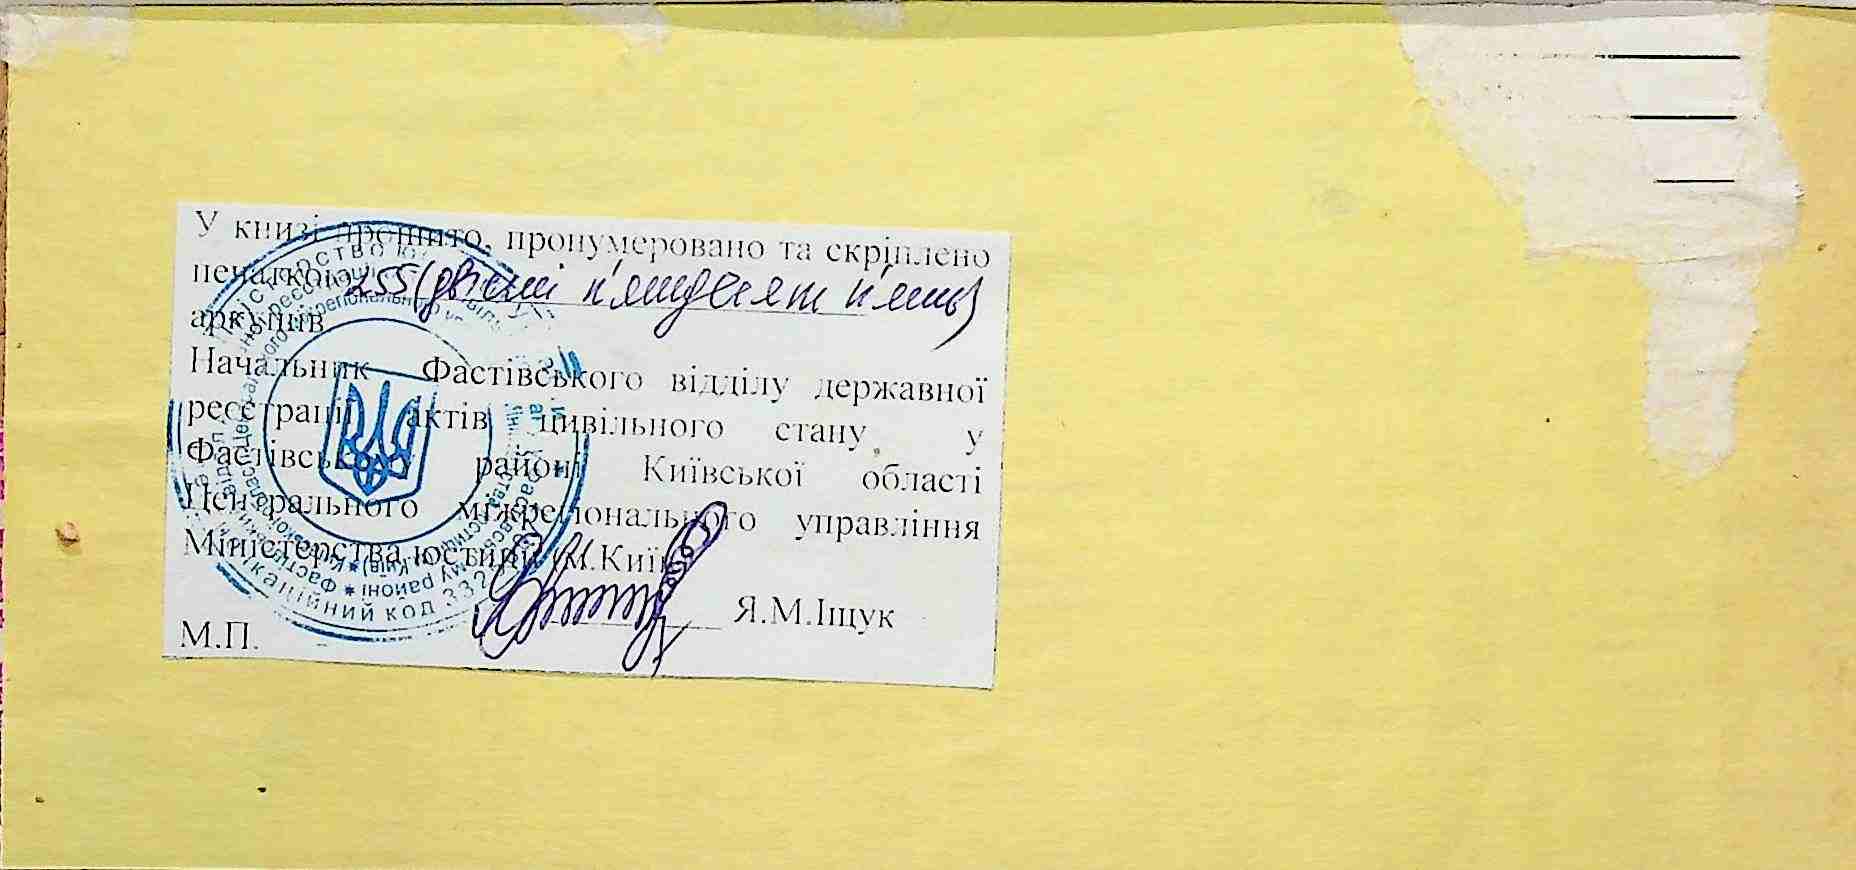 У книзі прошито, пронумеровано та скріплено
печаткою 255 (двісті п'ятдесят п'ять)
аркушів
Начальник Фастівського відділу державної
реєстрації актів цивільного стану у
Фастівському районі Київської області
Центрального міжрегіонального управління
Міністерства юстиції (м.Київ)
Я.М.Іщук
М.П.